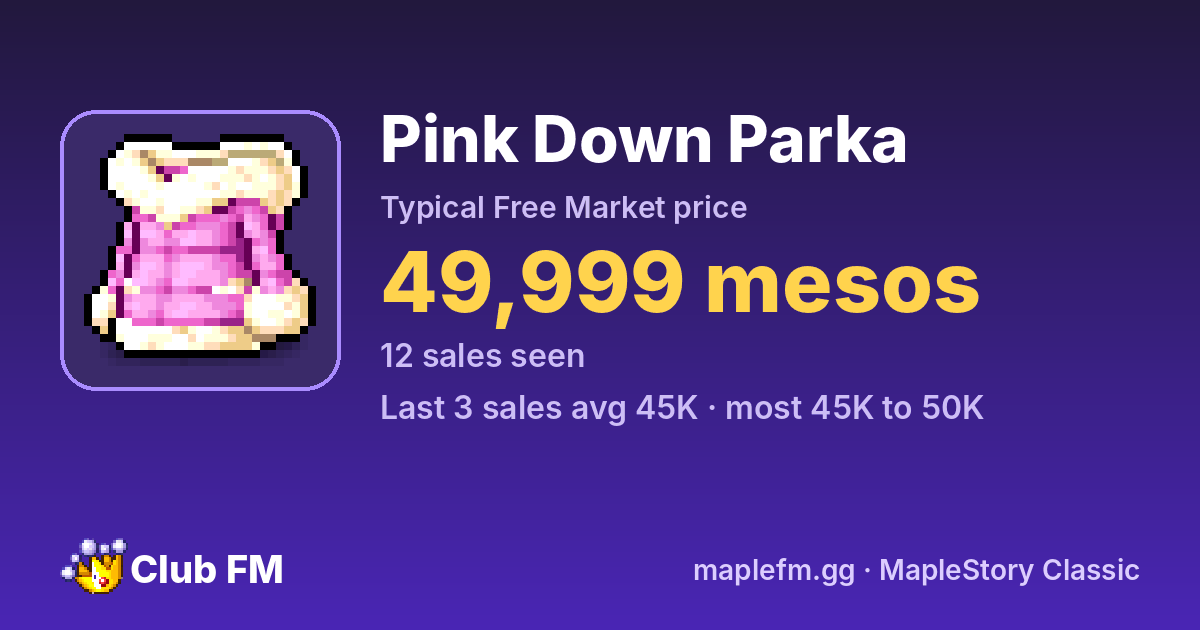 Pink Down Parka
Typical Free Market price
49,999 mesos
12 sales seen
Last 3 sales avg 45K · most 45K to 50K
Club FM
maplefm.gg · MapleStory Classic